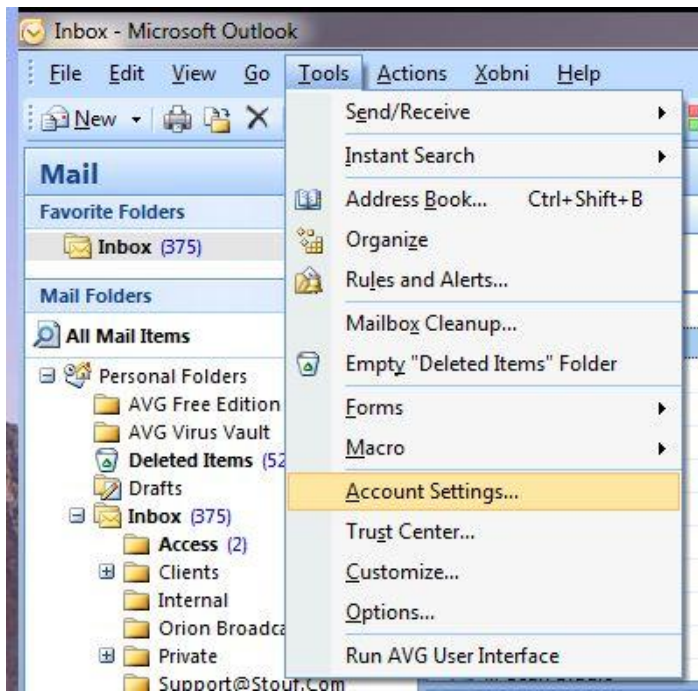 Inbox - Microsoft Outlook
File Edit View Go Tools Actions Xobni Help
New
Mail
Favorite Folders
Inbox (375)
Mail Folders
All Mail Items
Personal Folders
AVG Free Edition
AVG Virus Vault
Deleted Items (52
Drafts
Inbox (375)
Access (2)
Clients
Internal
Orion Broadca
Private
Support@Stouf.Com
Send/Receive
Instant Search
Address Book... Ctrl+Shift+B
Organize
Rules and Alerts...
Mailbox Cleanup...
Empty "Deleted Items" Folder
Forms
Macro
Account Settings...
Trust Center...
Customize...
Options...
Run AVG User Interface